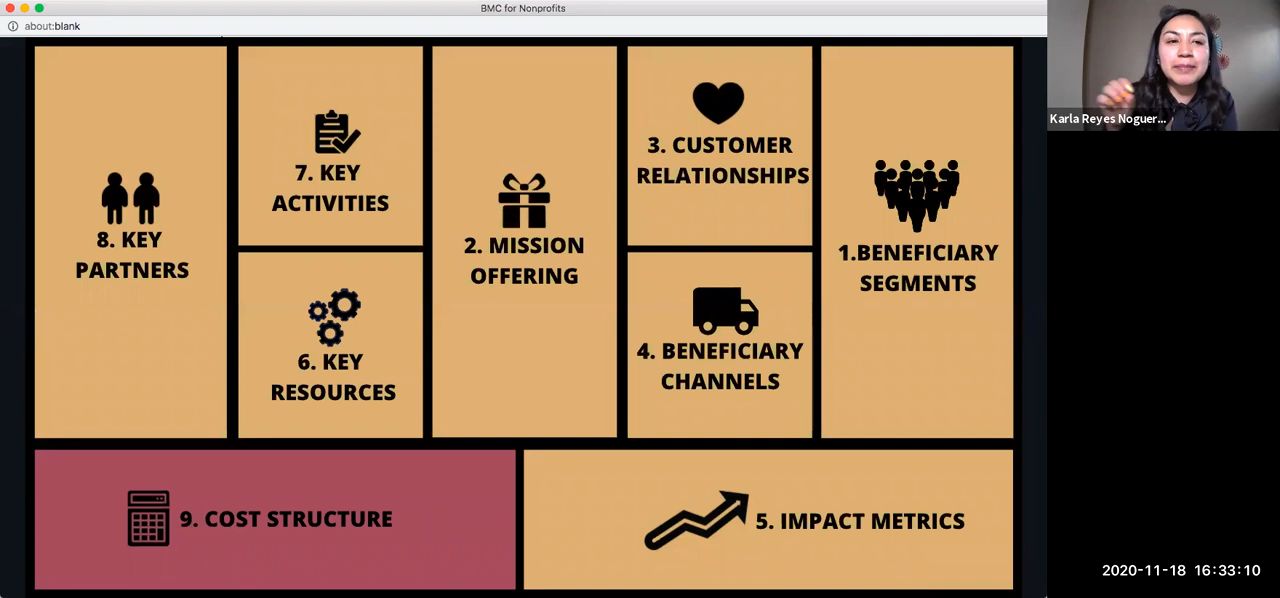 BMC for Nonprofits
about:blank
8. KEY
PARTNERS
7. KEY
ACTIVITIES
6. KEY
RESOURCES
2. MISSION
OFFERING
3. CUSTOMER
RELATIONSHIPS
4. BENEFICIARY
CHANNELS
1.BENEFICIARY
SEGMENTS
9. COST STRUCTURE
5. IMPACT METRICS
Karla Reyes Noguer...
2020-11-18 16:33:10